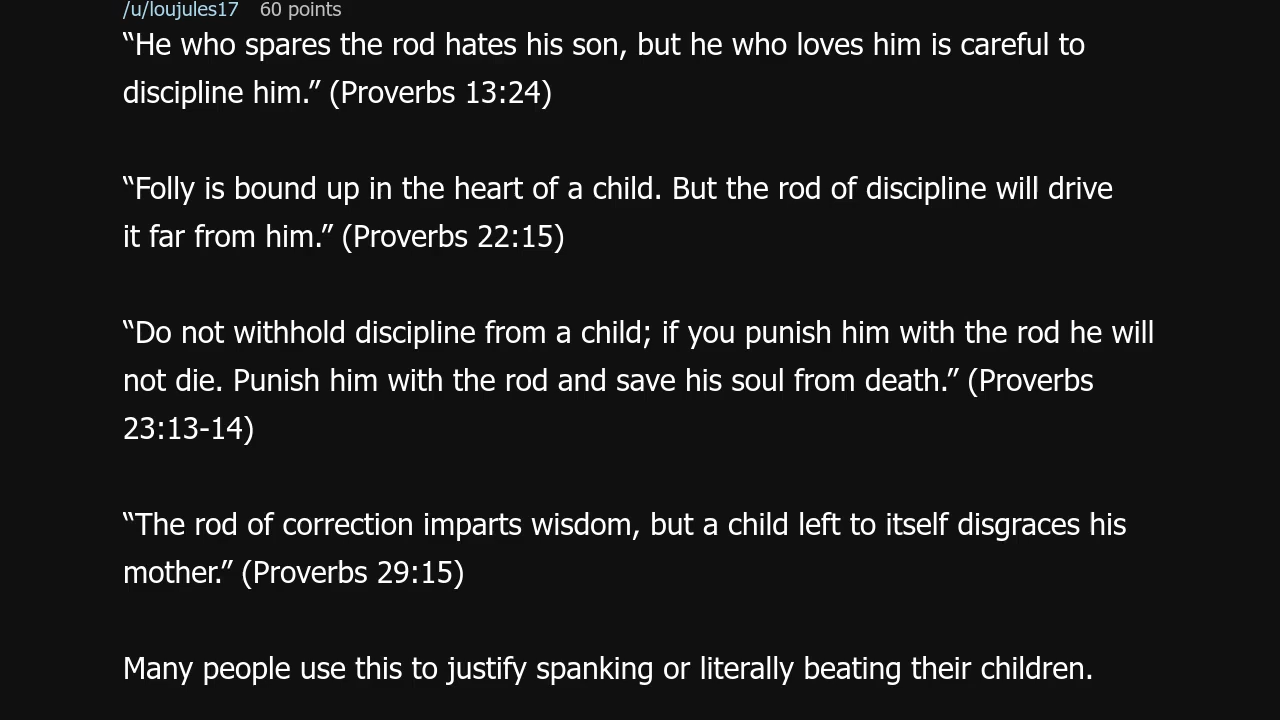 /u/loujules17 60 points
“He who spares the rod hates his son, but he who loves him is careful to
discipline him.” (Proverbs 13:24)
“Folly is bound up in the heart of a child. But the rod of discipline will drive
it far from him.” (Proverbs 22:15)
“Do not withhold discipline from a child; if you punish him with the rod he will
not die. Punish him with the rod and save his soul from death.” (Proverbs
23:13-14)
“The rod of correction imparts wisdom, but a child left to itself disgraces his
mother.” (Proverbs 29:15)
Many people use this to justify spanking or literally beating their children.